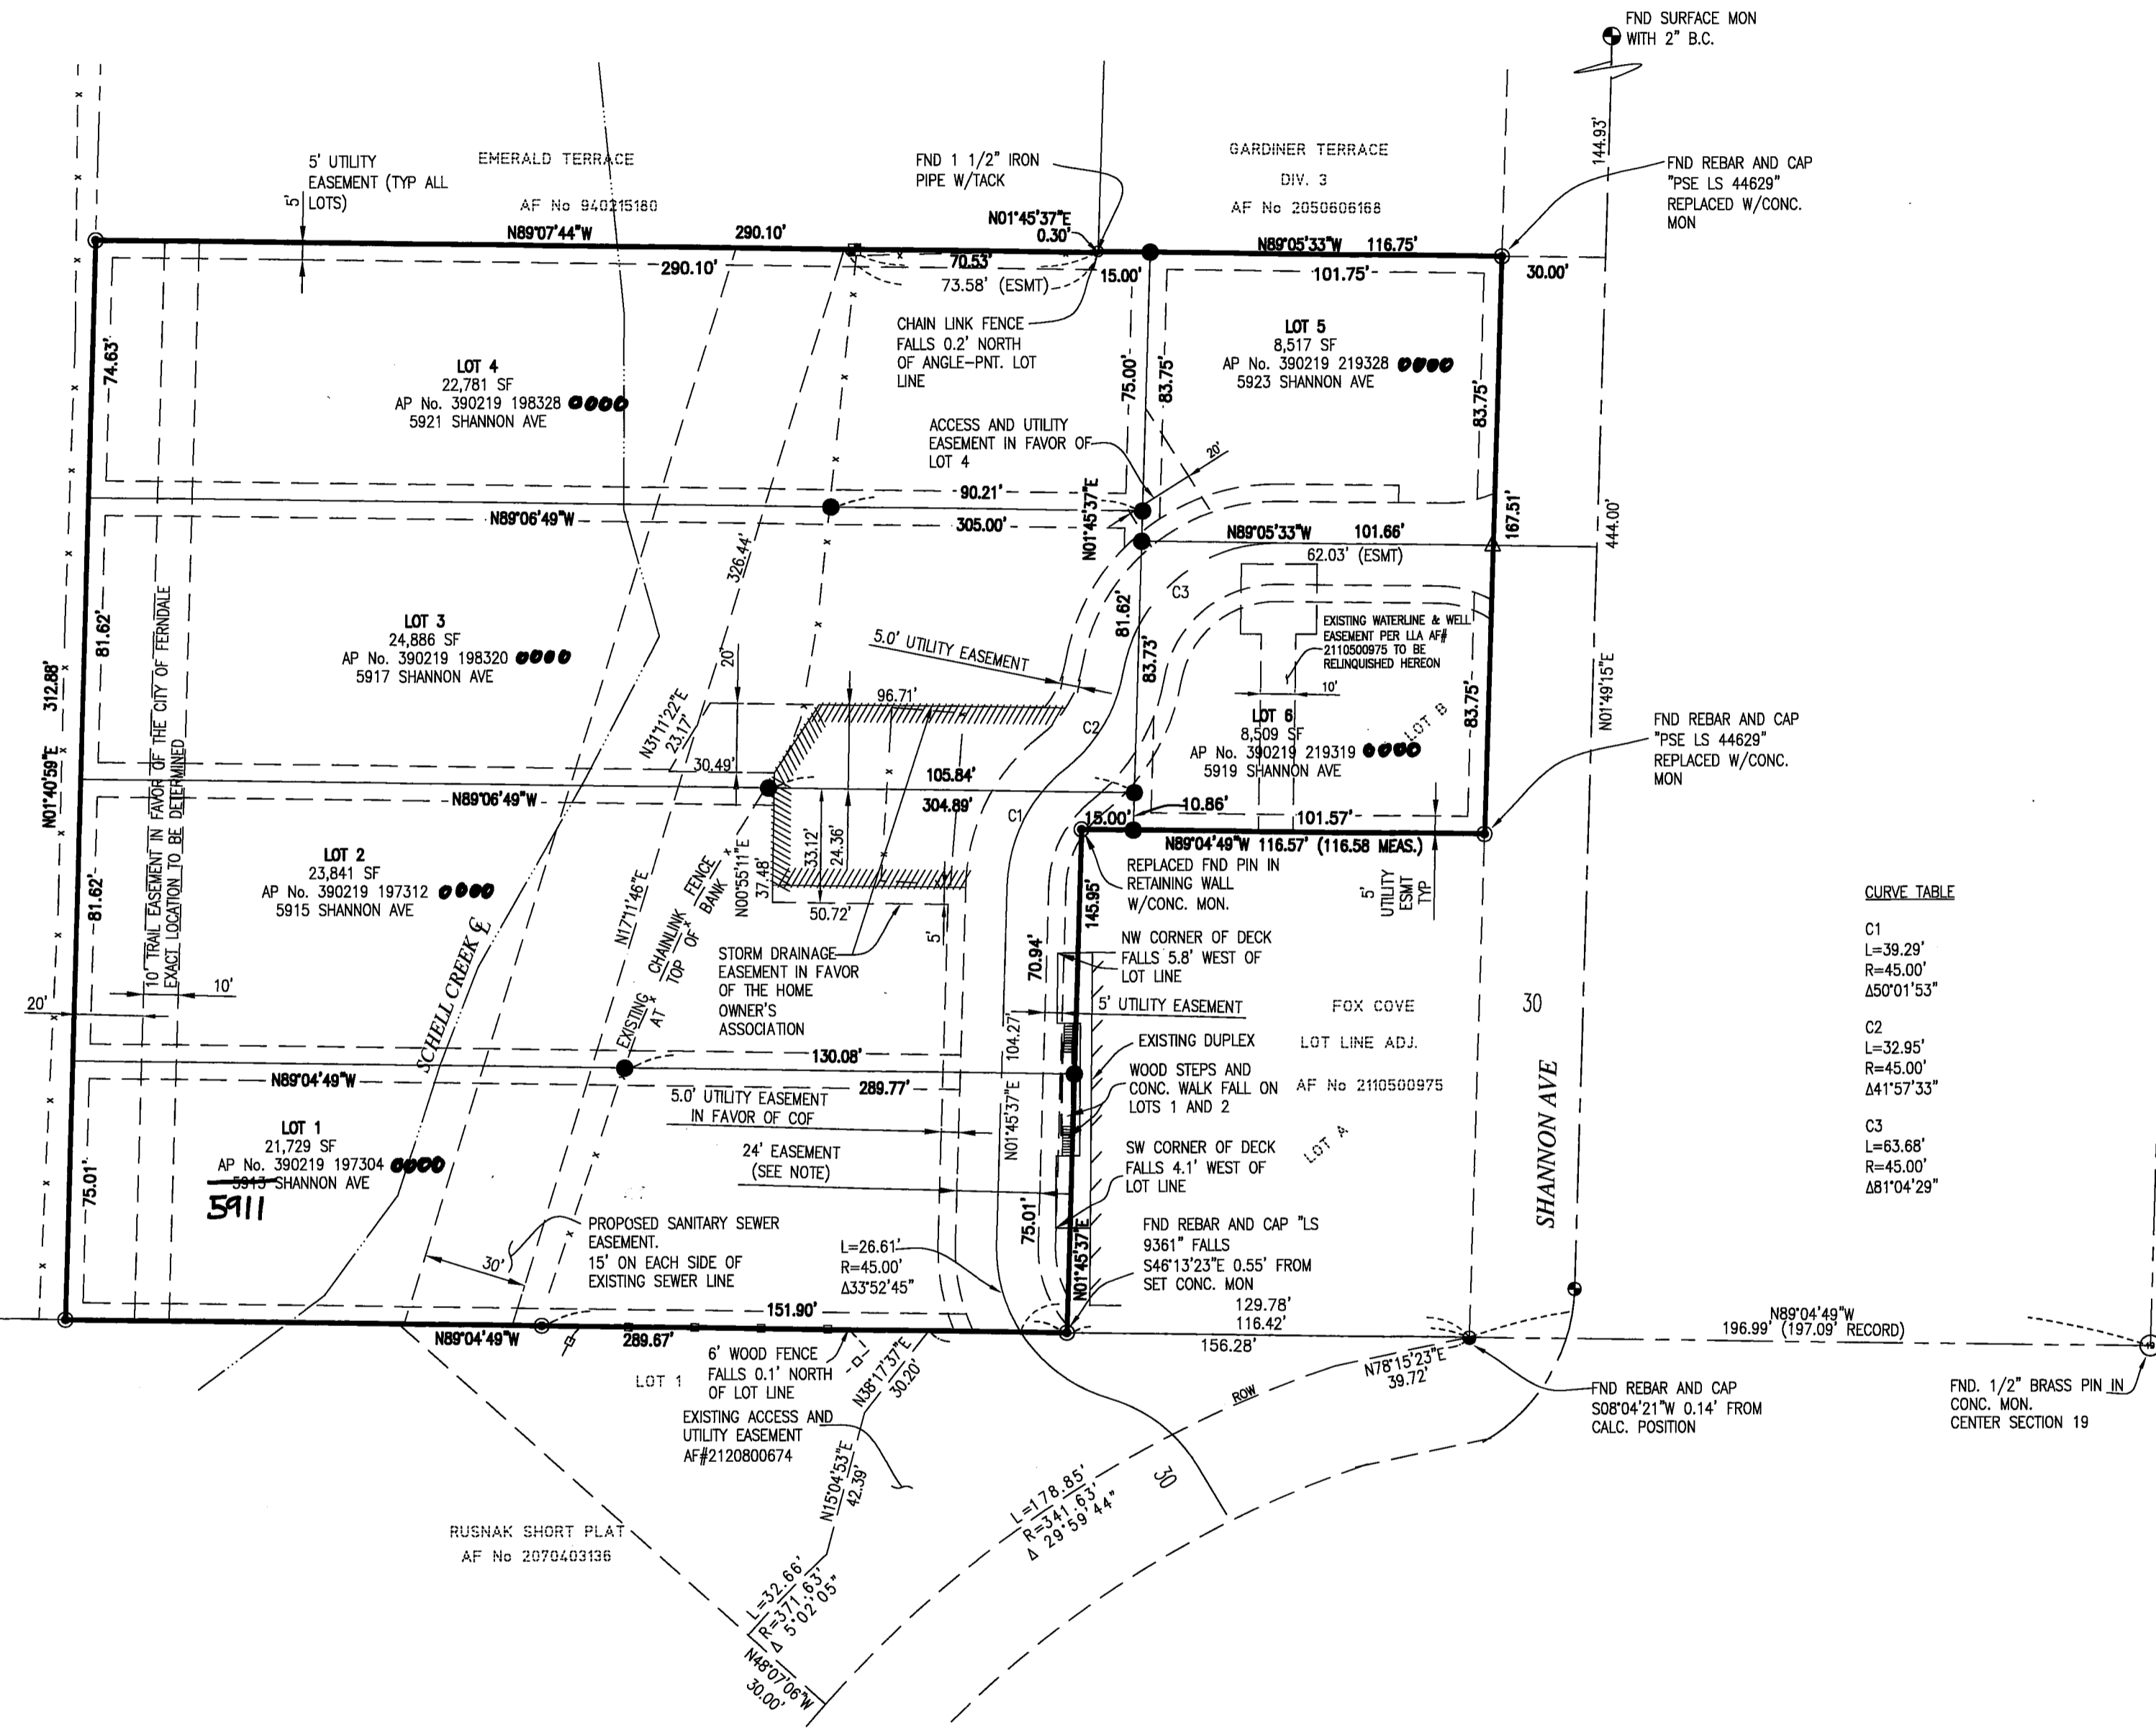 FND SURFACE MON
WITH 2" B.C.
144.93'
5' UTILITY
EASEMENT (TYP ALL
LOTS)
5'
EMERALD TERRACE
AF No 940215180
FND 1 1/2" IRON
PIPE W/TACK
GARDINER TERRACE
DIV. 3
AF No 2050606168
FND REBAR AND CAP
"PSE LS 44629"
REPLACED W/CONC.
MON
N89°07'44"W 290.10'
290.10'
N01°45'37"E
0.30'
70.53'
73.58' (ESMT)
15.00'
N89°05'33"W 116.75'
101.75'
30.00'
CHAIN LINK FENCE
FALLS 0.2' NORTH
OF ANGLE-PNT. LOT
LINE
LOT 5
8,517 SF
AP No. 390219 219328 0000
5923 SHANNON AVE
74.63'
LOT 4
22,781 SF
AP No. 390219 198328 0000
5921 SHANNON AVE
75.00'
83.75'
83.75'
ACCESS AND UTILITY
EASEMENT IN FAVOR OF
LOT 4
20'
90.21'
N89°06'49"W
305.00'
N01°45'37"E
N89°05'33"W 101.66'
62.03' (ESMT)
167.51'
444.00'
326.44'
C3
81.62'
83.73'
EXISTING WATERLINE & WELL
EASEMENT PER LLA AF#
2110500975 TO BE
RELINQUISHED HEREON
10'
N01°49'15"E
81.62'
LOT 3
24,886 SF
AP No. 390219 198320 0000
5917 SHANNON AVE
5.0' UTILITY EASEMENT
N01°40'59"E 312.88'
10' TRAIL EASEMENT IN FAVOR OF THE CITY OF FERNDALE
EXACT LOCATION TO BE DETERMINED
N31°11'22"E
23.17'
20'
96.71'
C2
LOT 6
8,509 SF
AP No. 390219 219319 0000
5919 SHANNON AVE
LOT B
83.75'
FND REBAR AND CAP
"PSE LS 44629"
REPLACED W/CONC.
MON
30.49'
105.84'
N89°06'49"W
304.89'
C1
10.86'
15.00'
101.57'
N89°04'49"W 116.57' (116.58 MEAS.)
81.62'
LOT 2
23,841 SF
AP No. 390219 197312 0000
5915 SHANNON AVE
N00°55'11"E
37.48'
33.12'
24.36'
50.72'
5'
REPLACED FND PIN IN
RETAINING WALL
W/CONC. MON.
5'
UTILITY
ESMT
TYP
145.95'
N17°11'46"E
EXISTING CHAINLINK FENCE
AT TOP OF BANK
SCHELL CREEK ℄
STORM DRAINAGE
EASEMENT IN FAVOR
OF THE HOME
OWNER'S
ASSOCIATION
70.94'
NW CORNER OF DECK
FALLS 5.8' WEST OF
LOT LINE
5' UTILITY EASEMENT
FOX COVE
LOT LINE ADJ.
AF No 2110500975
LOT A
30
CURVE TABLE
C1
L=39.29'
R=45.00'
Δ50°01'53"
C2
L=32.95'
R=45.00'
Δ41°57'33"
C3
L=63.68'
R=45.00'
Δ81°04'29"
20'
10'
104.27'
N01°45'37"E
EXISTING DUPLEX
WOOD STEPS AND
CONC. WALK FALL ON
LOTS 1 AND 2
130.08'
N89°04'49"W
289.77'
5.0' UTILITY EASEMENT
IN FAVOR OF COF
24' EASEMENT
(SEE NOTE)
SHANNON AVE
75.01'
LOT 1
21,729 SF
AP No. 390219 197304 0000
5913 SHANNON AVE
5911
SW CORNER OF DECK
FALLS 4.1' WEST OF
LOT LINE
75.01'
N01°45'37"E
30'
PROPOSED SANITARY SEWER
EASEMENT.
15' ON EACH SIDE OF
EXISTING SEWER LINE
L=26.61'
R=45.00'
Δ33°52'45"
FND REBAR AND CAP "LS
9361" FALLS
S46°13'23"E 0.55' FROM
SET CONC. MON
151.90'
N89°04'49"W
289.67'
129.78'
116.42'
156.28'
N89°04'49"W
196.99' (197.09' RECORD)
6' WOOD FENCE
FALLS 0.1' NORTH
OF LOT LINE
LOT 1
N38°17'37"E
30.20'
N78°15'23"E
39.72'
ROW
FND REBAR AND CAP
S08°04'21"W 0.14' FROM
CALC. POSITION
FND. 1/2" BRASS PIN IN
CONC. MON.
CENTER SECTION 19
EXISTING ACCESS AND
UTILITY EASEMENT
AF#2120800674
N15°04'53"E
42.39'
L=178.85'
R=341.63'
Δ 29°59'44"
30
RUSNAK SHORT PLAT
AF No 2070403136
L=32.66'
R=371.63'
Δ 5°02'05"
N48°07'06"W
30.00'